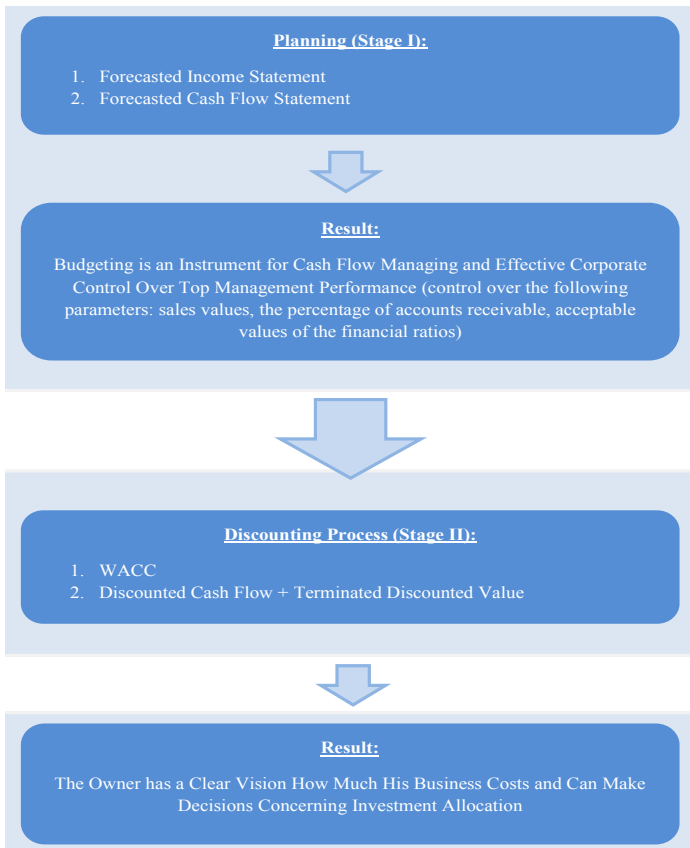 Planning (Stage I):
1. Forecasted Income Statement
2. Forecasted Cash Flow Statement
Result:
Budgeting is an Instrument for Cash Flow Managing and Effective Corporate
Control Over Top Management Performance (control over the following
parameters: sales values, the percentage of accounts receivable, acceptable
values of the financial ratios)
Discounting Process (Stage II):
1. WACC
2. Discounted Cash Flow + Terminated Discounted Value
Result:
The Owner has a Clear Vision How Much His Business Costs and Can Make
Decisions Concerning Investment Allocation